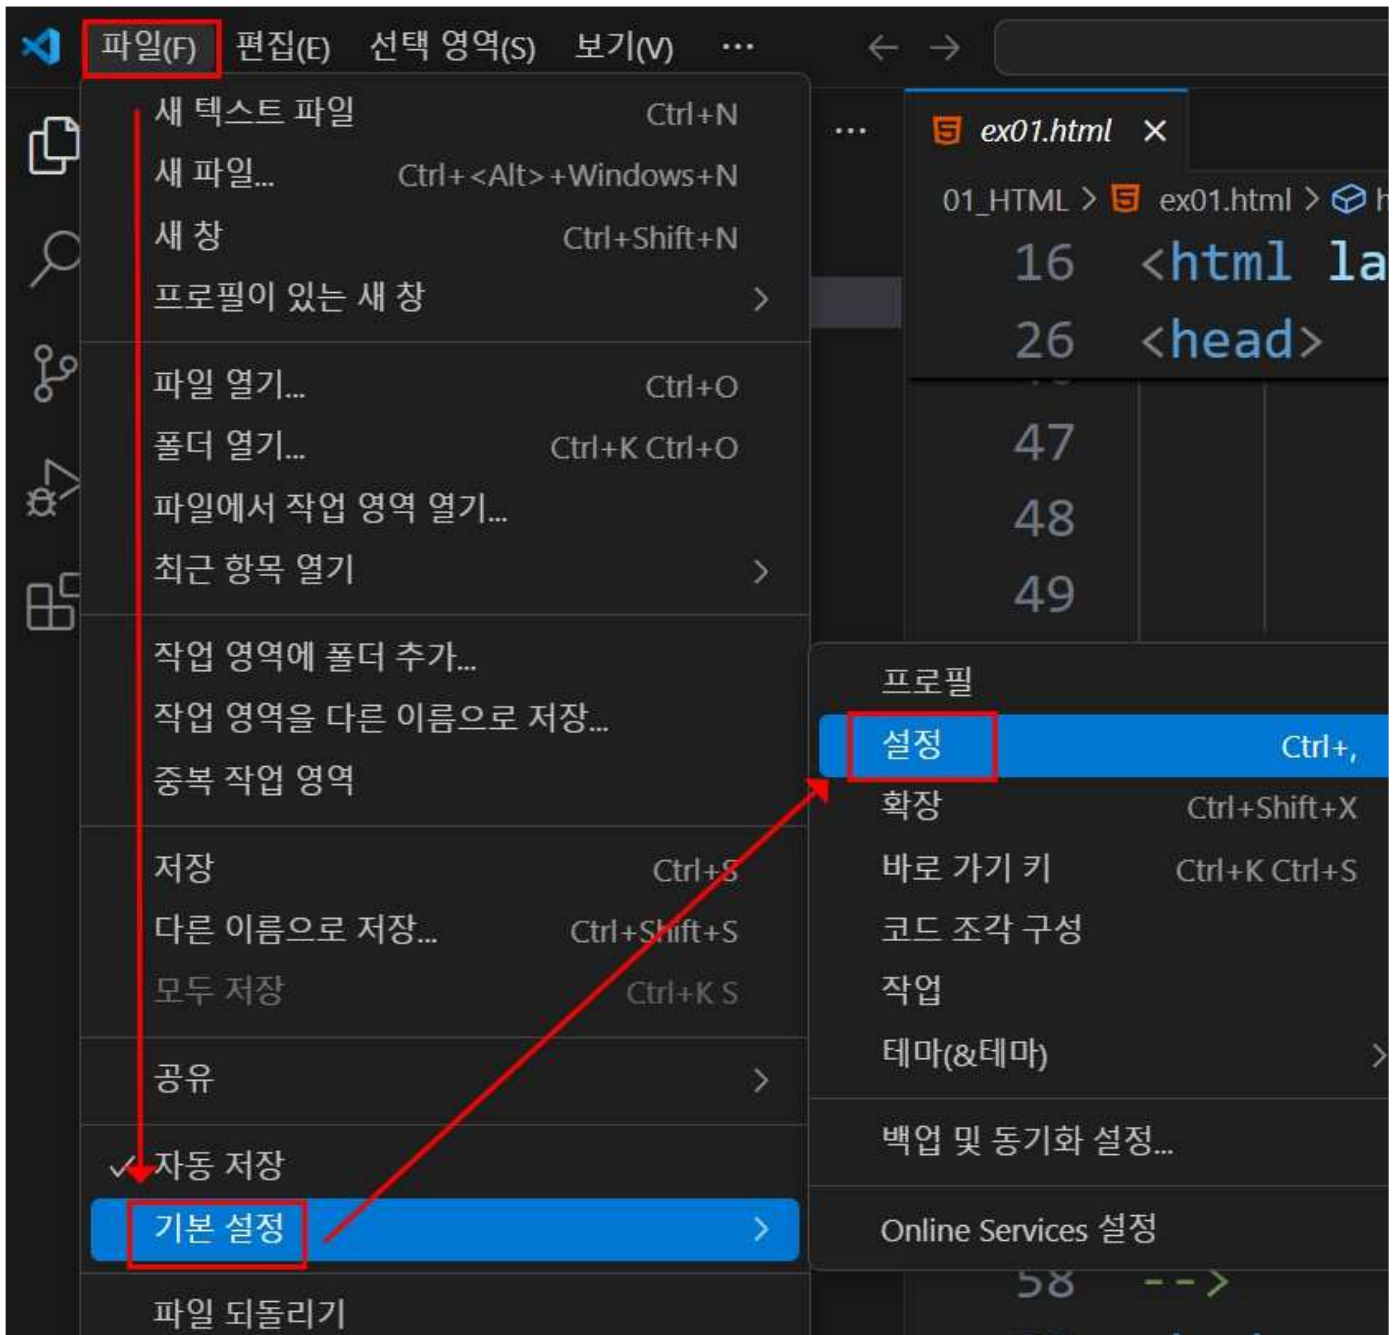 파일(F) 편집(E) 선택 영역(S) 보기(V) ···
새 텍스트 파일 Ctrl+N
새 파일... Ctrl+<Alt>+Windows+N
새 창 Ctrl+Shift+N
프로필이 있는 새 창
파일 열기... Ctrl+O
폴더 열기... Ctrl+K Ctrl+O
파일에서 작업 영역 열기...
최근 항목 열기
작업 영역에 폴더 추가...
작업 영역을 다른 이름으로 저장...
중복 작업 영역
저장 Ctrl+S
다른 이름으로 저장... Ctrl+Shift+S
모두 저장 Ctrl+K S
공유
자동 저장
기본 설정
파일 되돌리기
··· ex01.html
01_HTML > ex01.html > h
16 <html la
26 <head>
47
48
49
프로필
설정 Ctrl+,
확장 Ctrl+Shift+X
바로 가기 키 Ctrl+K Ctrl+S
코드 조각 구성
작업
테마(&테마)
백업 및 동기화 설정...
Online Services 설정
58 -->